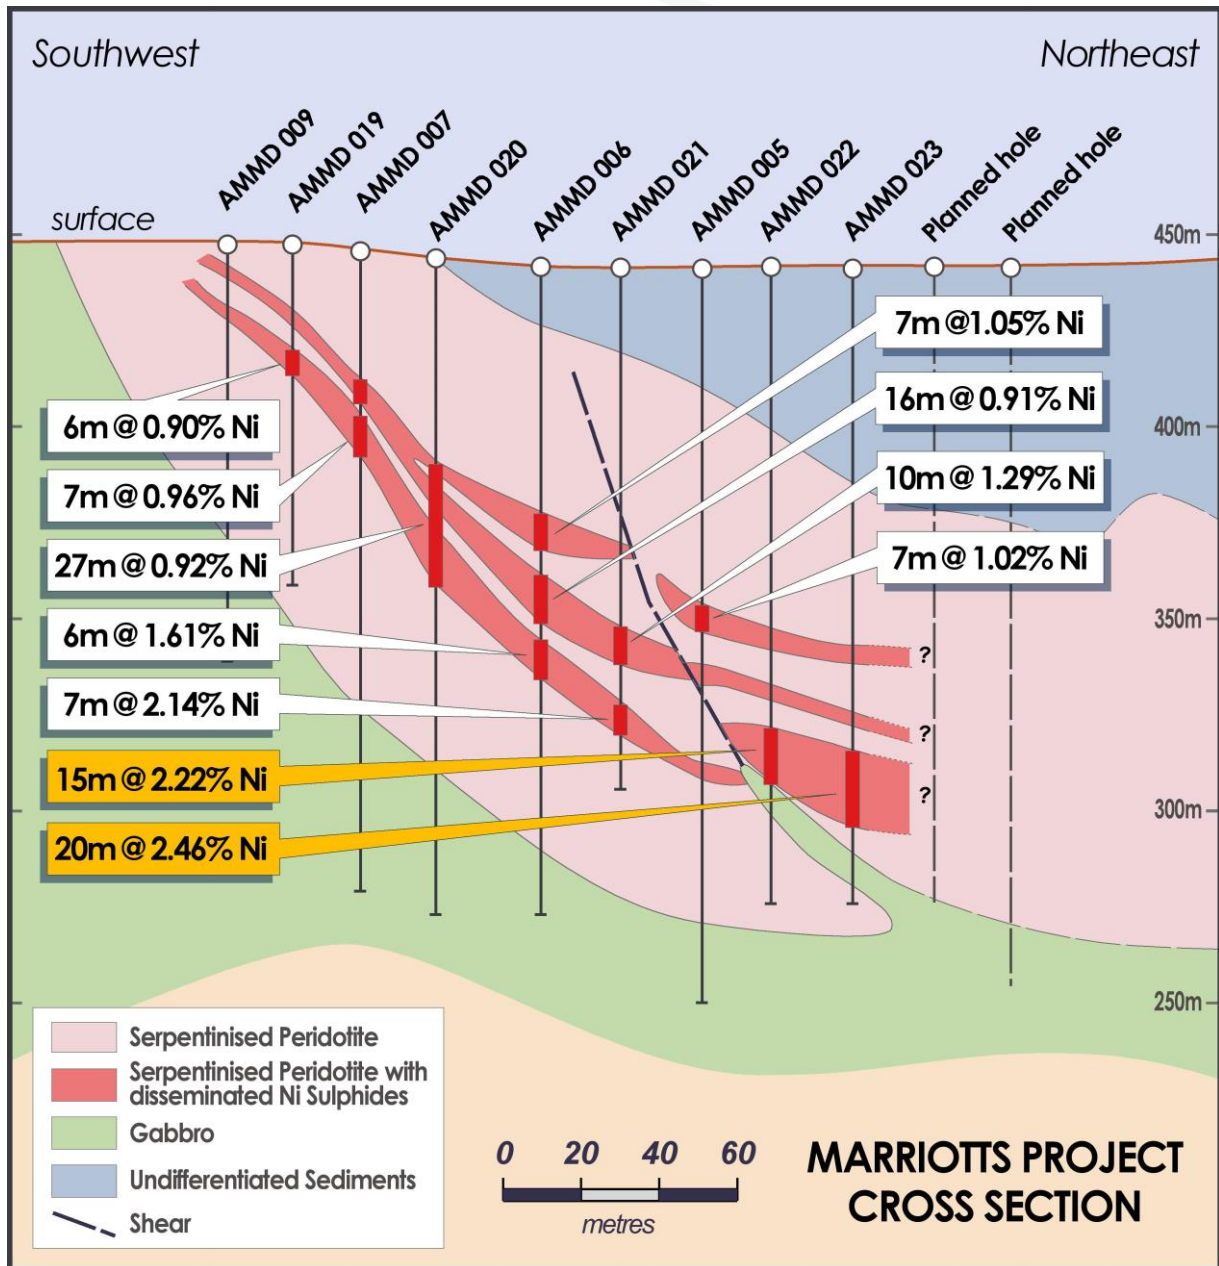 Southwest
Northeast
AMMD 009
AMMD 019
AMMD 007
AMMD 020
AMMD 006
AMMD 021
AMMD 005
AMMD 022
AMMD 023
Planned hole
Planned hole
surface
450m
400m
350m
300m
250m
7m @1.05% Ni
16m @ 0.91% Ni
10m @ 1.29% Ni
7m @ 1.02% Ni
6m @ 0.90% Ni
7m @ 0.96% Ni
27m @ 0.92% Ni
6m @ 1.61% Ni
7m @ 2.14% Ni
15m @ 2.22% Ni
20m @ 2.46% Ni
?
?
?
Serpentinised Peridotite
Serpentinised Peridotite with
disseminated Ni Sulphides
Gabbro
Undifferentiated Sediments
Shear
0 20 40 60
metres
MARRIOTTS PROJECT
CROSS SECTION